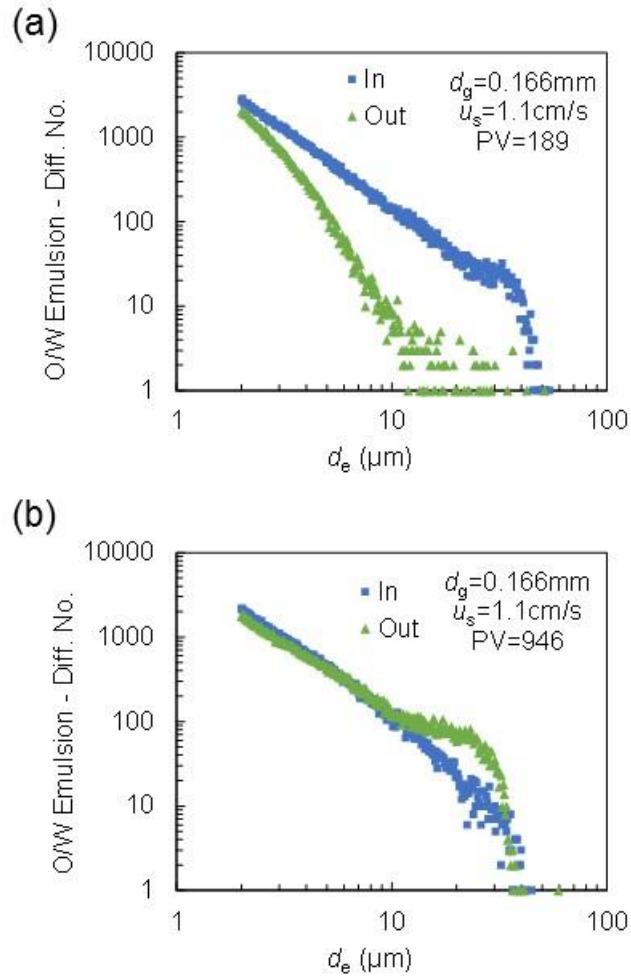 (a)
O/W Emulsion - Diff. No.
10000
1000
100
10
1
In
Out
dg=0.166mm
us=1.1cm/s
PV=189
1 10 100
de (µm)
(b)
O/W Emulsion - Diff. No.
10000
1000
100
10
1
In
Out
dg=0.166mm
us=1.1cm/s
PV=946
1 10 100
de (µm)